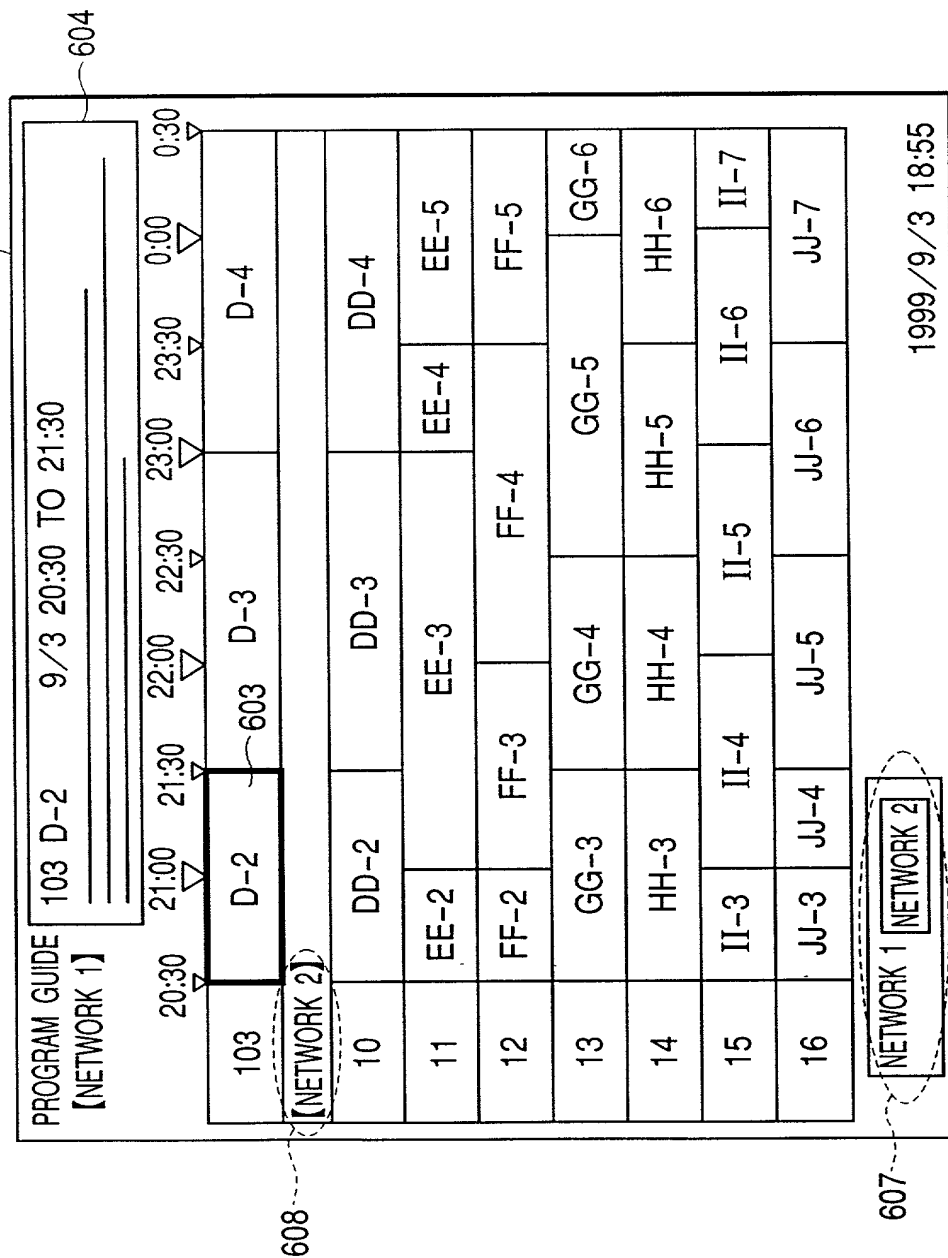 604
PROGRAM GUIDE
【NETWORK 1】
103 D-2 9/3 20:30 TO 21:30
20:30 21:00 21:30 22:00 22:30 23:00 23:30 0:00 0:30
103 D-2 D-3 D-4
603
【NETWORK 2】
608
10 DD-2 DD-3 DD-4
11 EE-2 EE-3 EE-4 EE-5
12 FF-2 FF-3 FF-4 FF-5
13 GG-3 GG-4 GG-5 GG-6
14 HH-3 HH-4 HH-5 HH-6
15 II-3 II-4 II-5 II-6 II-7
16 JJ-3 JJ-4 JJ-5 JJ-6 JJ-7
NETWORK 1 NETWORK 2
607
1999/9/3 18:55